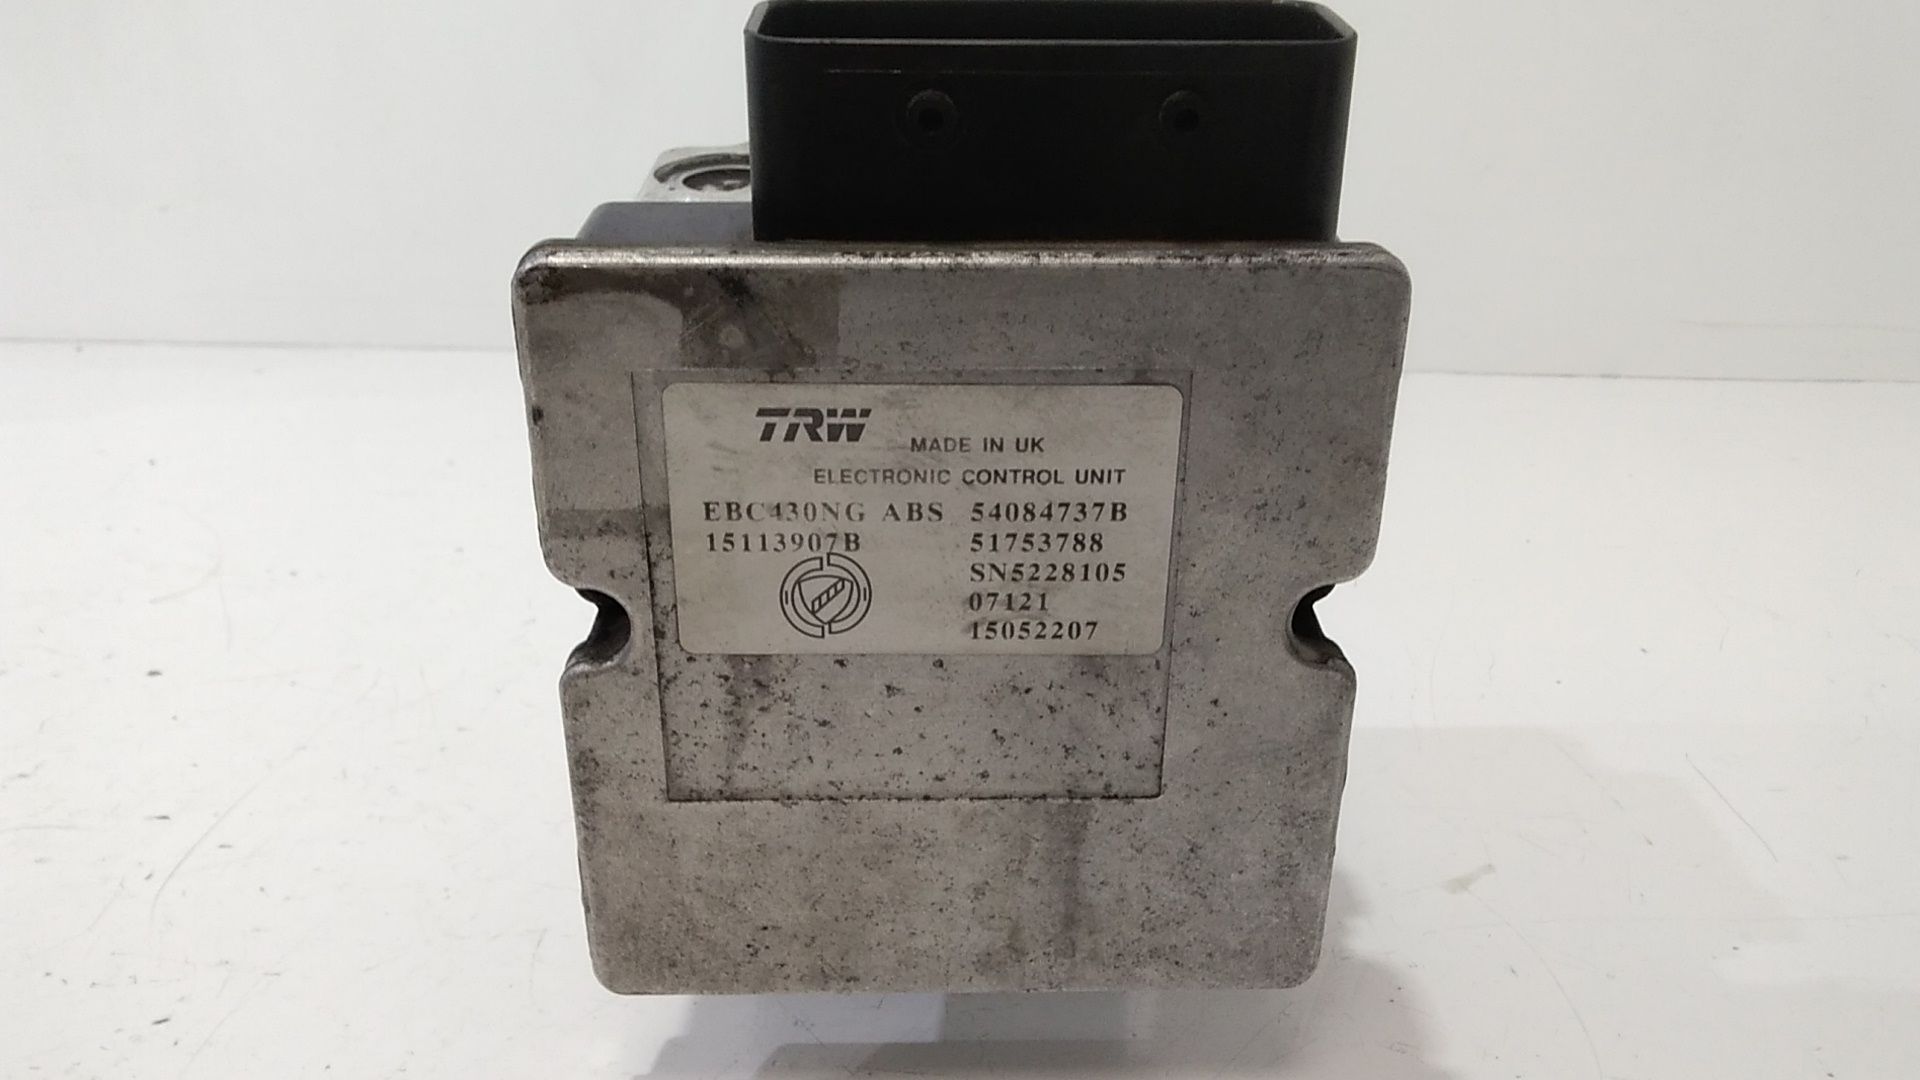 TRW MADE IN UK
ELECTRONIC CONTROL UNIT
EBC430NG ABS 54084737B
15113907B 51753788
SN5228105
07121
15052207